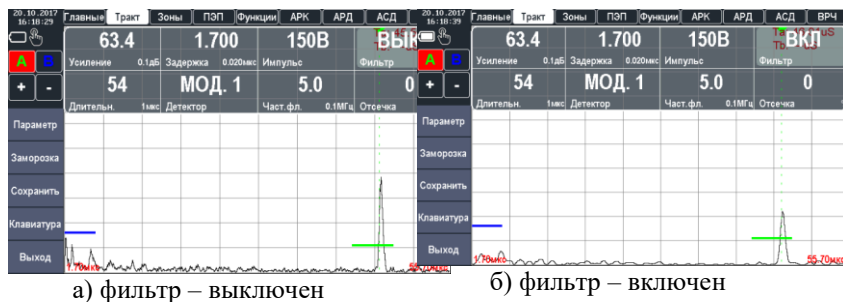 20.10.2017
16:18:29
Главные Тракт Зоны ПЭП Функции АРК АРД АСД
63.4 1.700 150В ВЫК
Усиление 0.1дБ Задержка 0.020мкс Импульс Фильтр
A B
54 МОД. 1 5.0 0
+ -
Длительн. 1мкс Детектор Част.фл. 0.1МГц Отсечка
Параметр
Заморозка
Сохранить
Клавиатура
Выход
1.70мкс
а) фильтр – выключен
20.10.2017
16:18:39
Главные Тракт Зоны ПЭП Функции АРК АРД АСД ВРЧ
63.4 1.700 150В ВКЛ
Усиление 0.1дБ Задержка 0.020мкс Импульс Фильтр
A B
54 МОД. 1 5.0 0
+ -
Длительн. 1мкс Детектор Част.фл. 0.1МГц Отсечка
Параметр
Заморозка
Сохранить
Клавиатура
Выход
1.70мкс 55.70мкс
б) фильтр – включен